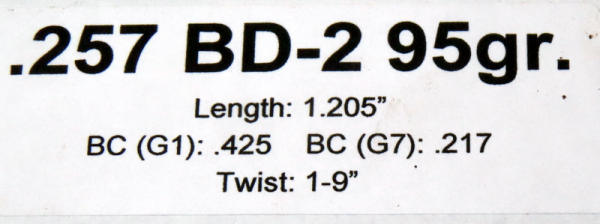 .257 BD-2 95gr.
Length: 1.205”
BC (G1): .425 BC (G7): .217
Twist: 1-9”